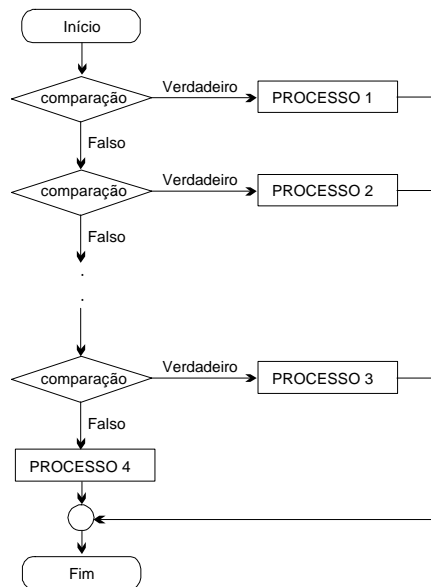 Início
comparação
Verdadeiro
PROCESSO 1
Falso
comparação
Verdadeiro
PROCESSO 2
Falso
.
.
comparação
Verdadeiro
PROCESSO 3
Falso
PROCESSO 4
Fim